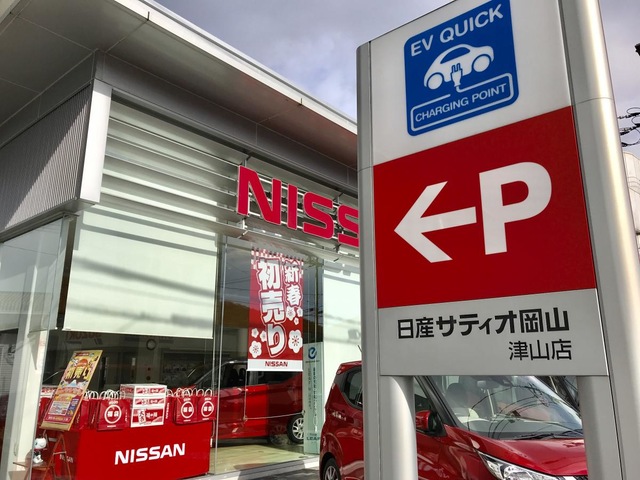 EV QUICK
CHARGING POINT
←P
日産サティオ岡山
津山店
NISS
新春
初売り
NISSAN
NISSAN